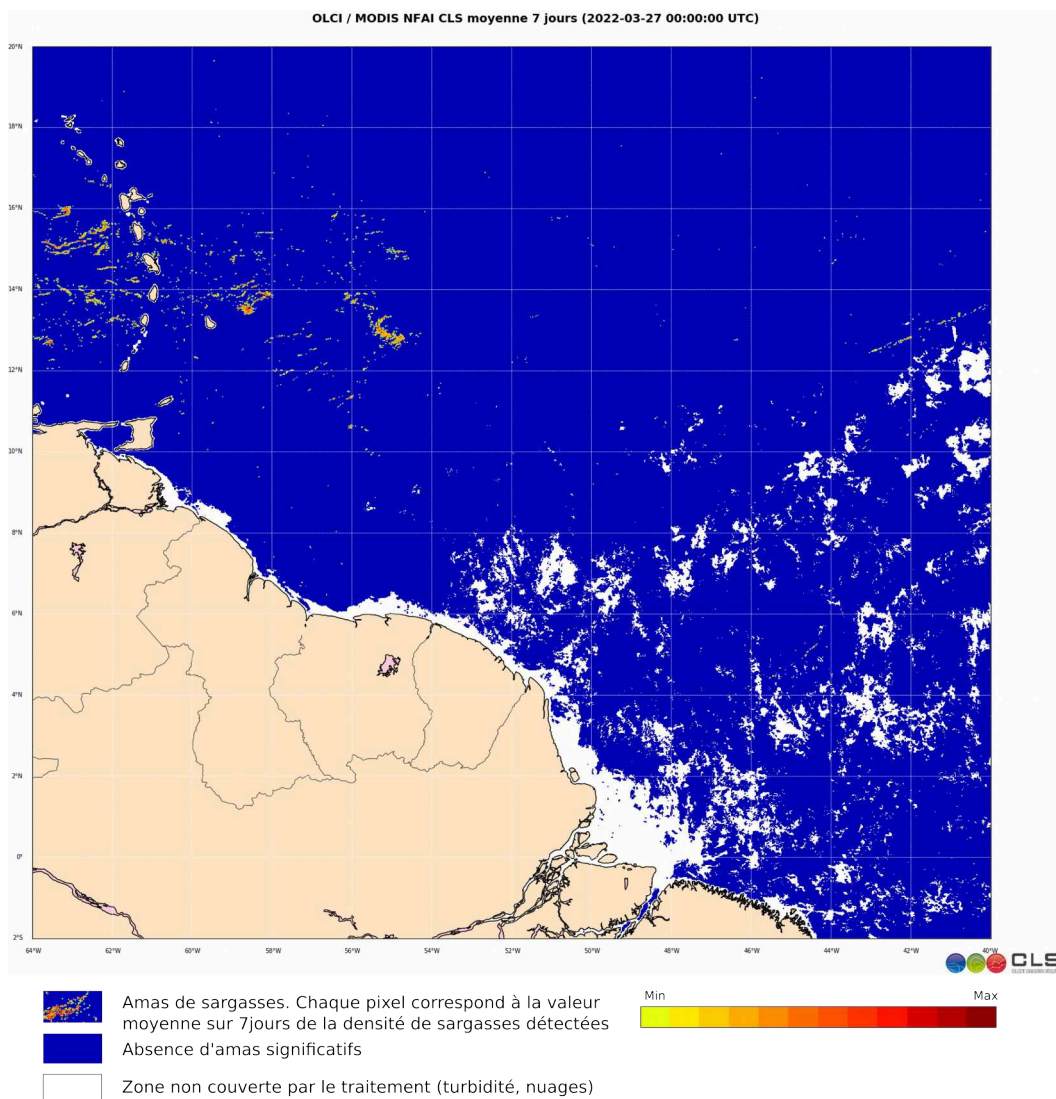 OLCI / MODIS NFAI CLS moyenne 7 jours (2022-03-27 00:00:00 UTC)
20°N
18°N
16°N
14°N
12°N
10°N
8°N
6°N
4°N
2°N
0°
2°S
64°W 62°W 60°W 58°W 56°W 54°W 52°W 50°W 48°W 46°W 44°W 42°W 40°W
CLS
Amas de sargasses. Chaque pixel correspond à la valeur
moyenne sur 7jours de la densité de sargasses détectées
Min Max
Absence d'amas significatifs
Zone non couverte par le traitement (turbidité, nuages)